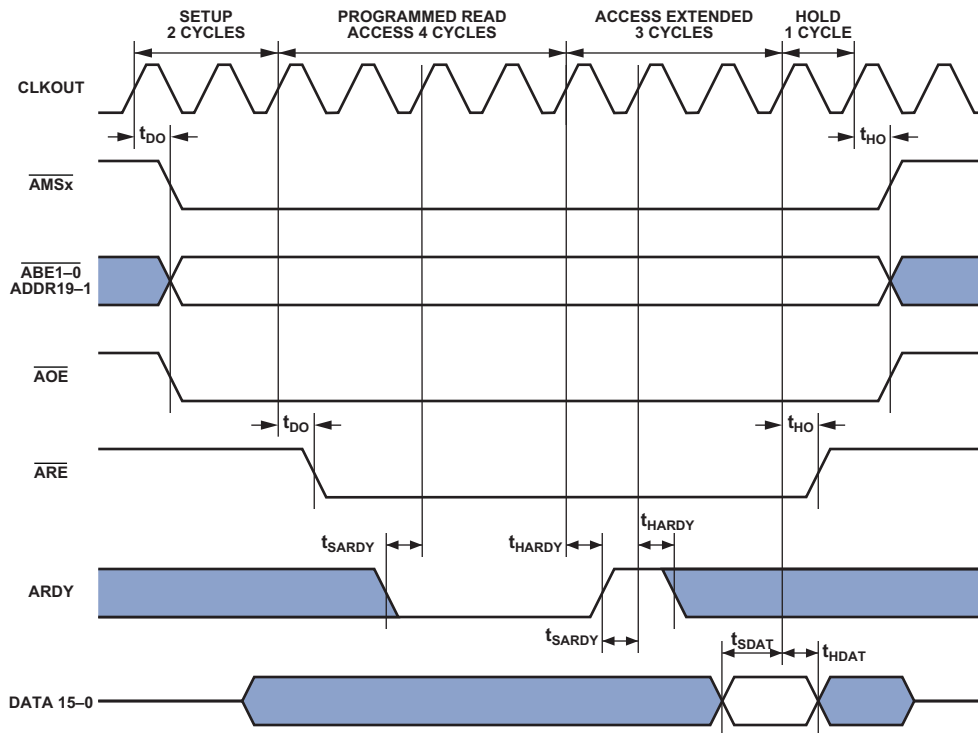 SETUP
2 CYCLES
PROGRAMMED READ
ACCESS 4 CYCLES
ACCESS EXTENDED
3 CYCLES
HOLD
1 CYCLE
CLKOUT
tDO
tHO
AMSx
ABE1–0
ADDR19–1
AOE
tDO
tHO
ARE
tSARDY
tHARDY
tHARDY
ARDY
tSARDY
tSDAT
tHDAT
DATA 15–0